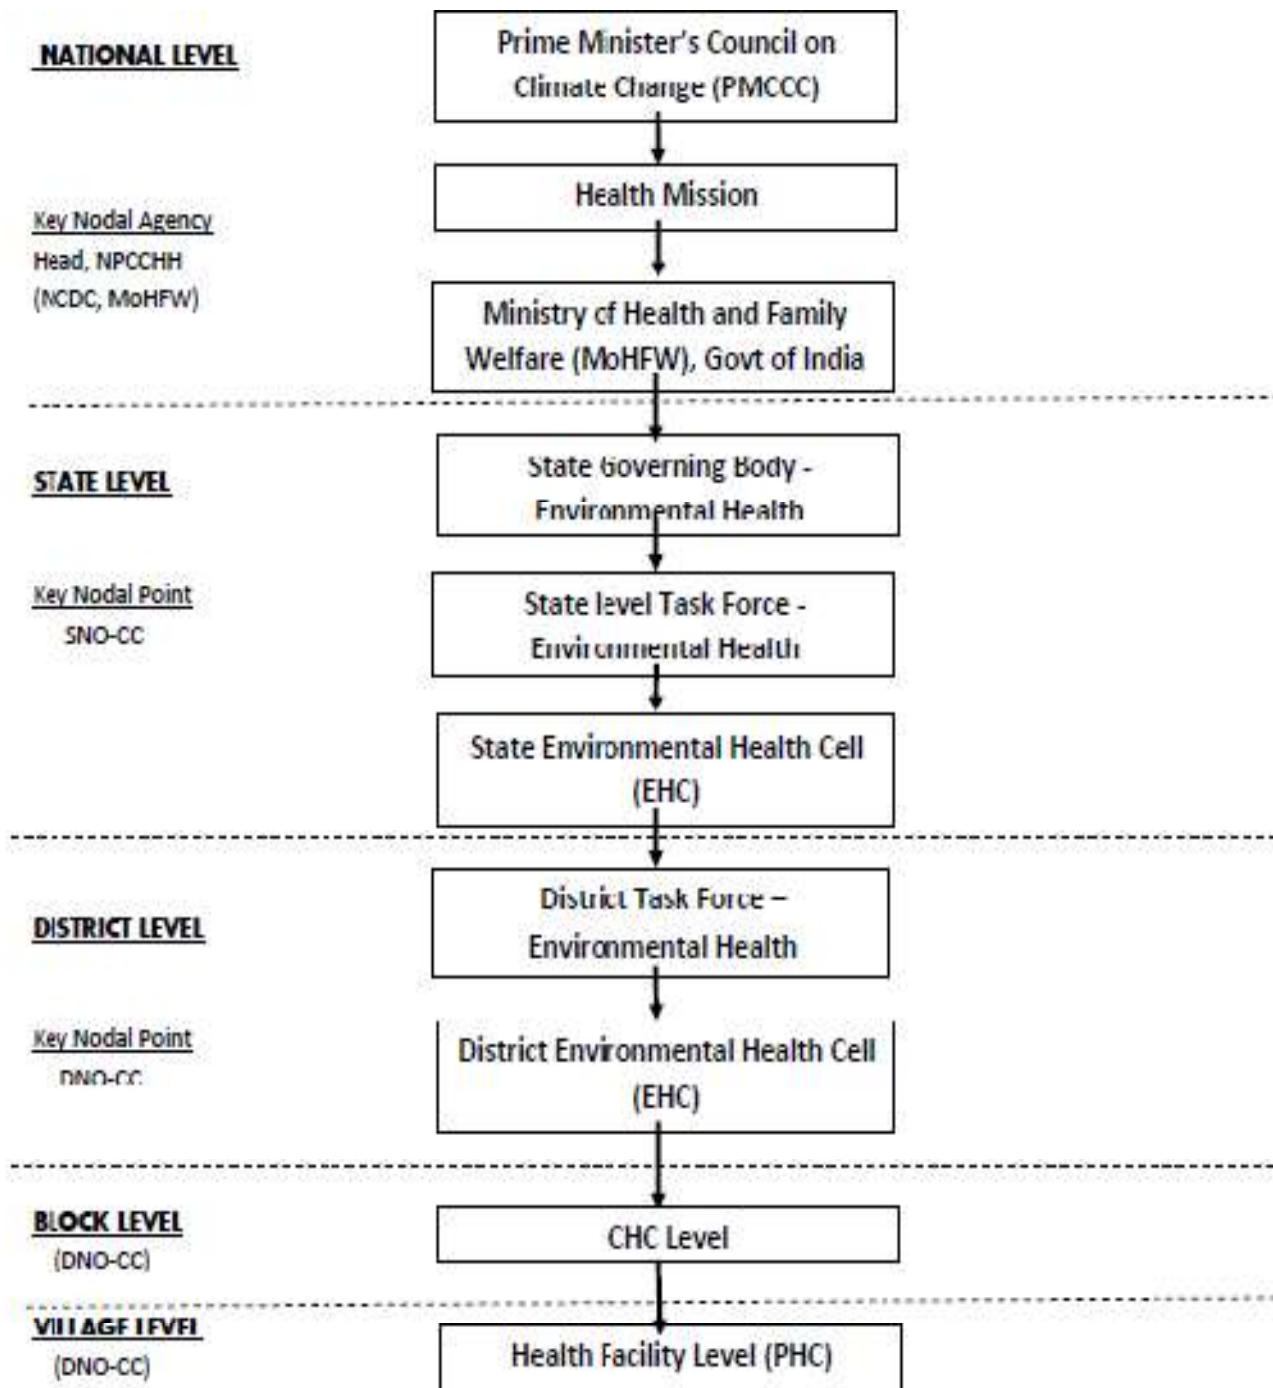 NATIONAL LEVEL
Prime Minister's Council on
Climate Change (PMCCC)
Health Mission
Key Nodal Agency
Head, NPCCHH
(NCDC, MoHFW)
Ministry of Health and Family
Welfare (MoHFW), Govt of India
STATE LEVEL
State Governing Body -
Environmental Health
Key Nodal Point
SNO-CC
State level Task Force -
Environmental Health
State Environmental Health Cell
(EHC)
DISTRICT LEVEL
District Task Force –
Environmental Health
Key Nodal Point
DNO-CC
District Environmental Health Cell
(EHC)
BLOCK LEVEL
(DNO-CC)
CHC Level
VILLAGE LEVEL
(DNO-CC)
Health Facility Level (PHC)